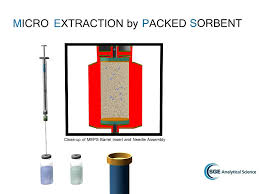 MICRO EXTRACTION by PACKED SORBENT
Close-up of MEPS Barrel Insert and Needle Assembly
SGE Analytical Science